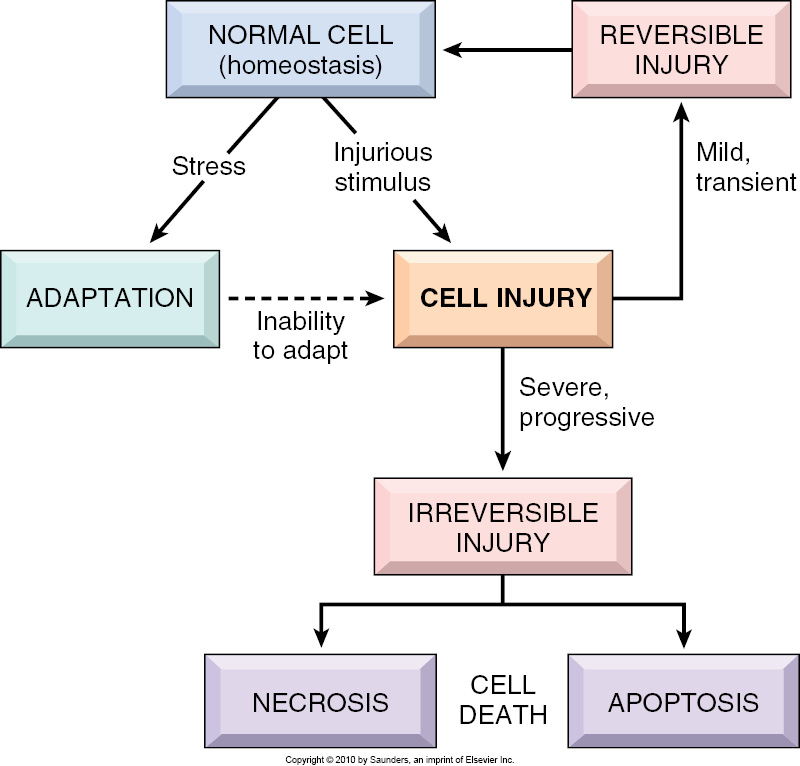 NORMAL CELL
(homeostasis)
REVERSIBLE
INJURY
Stress
Injurious
stimulus
Mild,
transient
ADAPTATION
Inability
to adapt
CELL INJURY
Severe,
progressive
IRREVERSIBLE
INJURY
NECROSIS
CELL
DEATH
APOPTOSIS
Copyright © 2010 by Saunders, an imprint of Elsevier Inc.